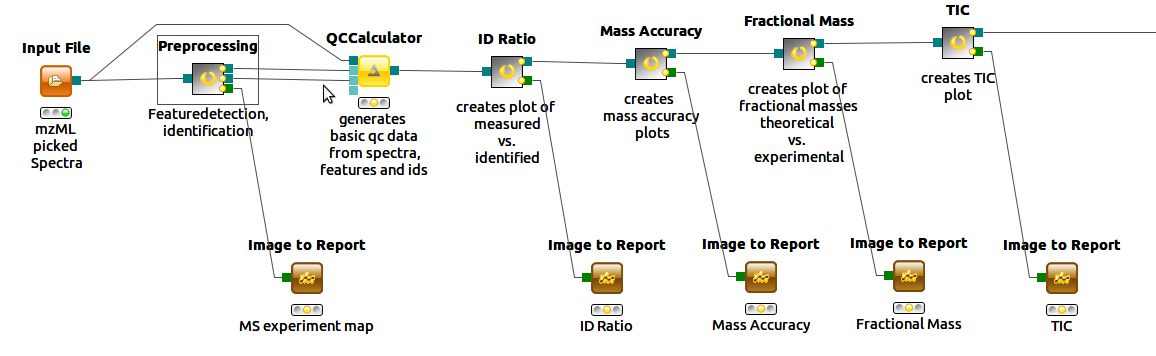 Input File
mzML
picked
Spectra
Preprocessing
Featuredetection,
identification
QCCalculator
generates
basic qc data
from spectra,
features and ids
ID Ratio
creates plot of
measured
vs.
identified
Mass Accuracy
creates
mass accuracy
plots
Fractional Mass
creates plot of
fractional masses
theoretical
vs.
experimental
TIC
creates TIC
plot
Image to Report
MS experiment map
Image to Report
ID Ratio
Image to Report
Mass Accuracy
Image to Report
Fractional Mass
Image to Report
TIC